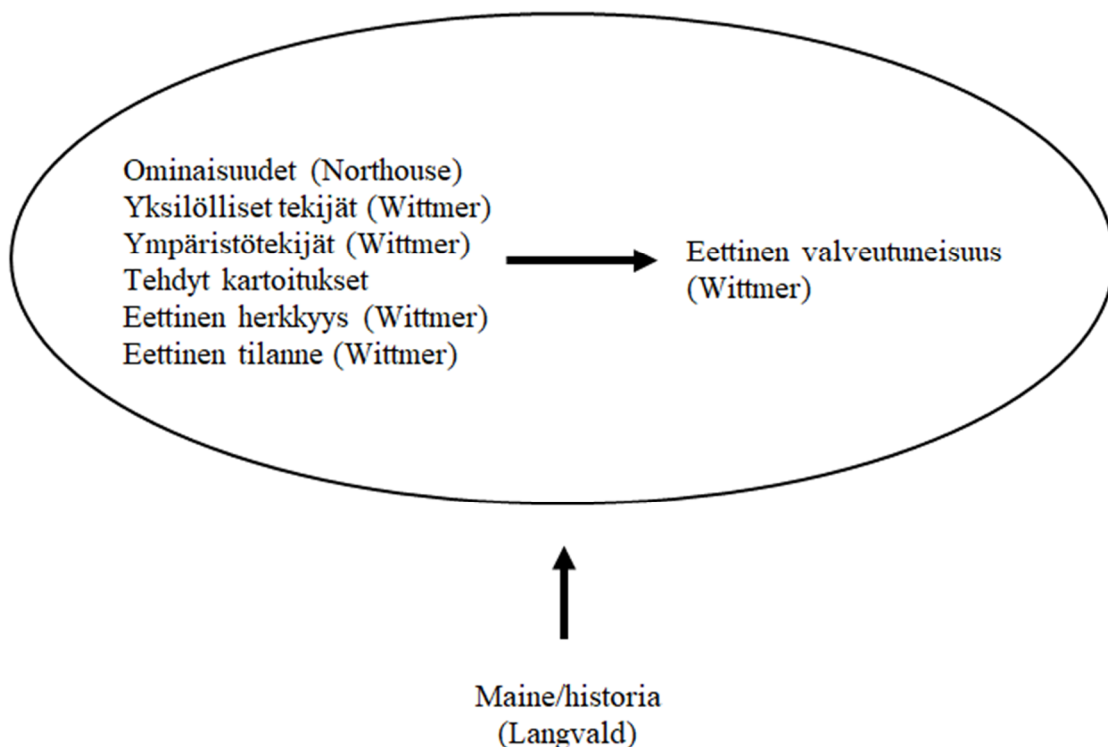 Ominaisuudet (Northouse)
Yksilölliset tekijät (Wittmer)
Ympäristötekijät (Wittmer)
Tehdyt kartoitukset
Eettinen herkkyys (Wittmer)
Eettinen tilanne (Wittmer)
Eettinen valveutuneisuus
(Wittmer)
Maine/historia
(Langvald)